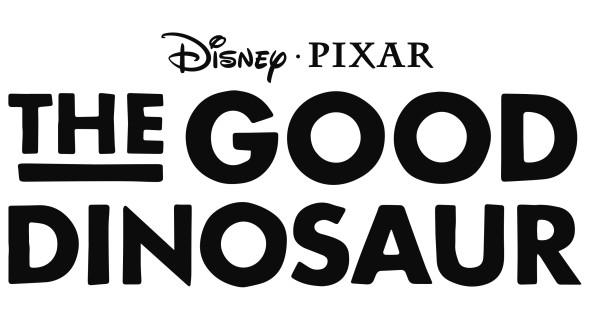 Disney · PIXAR
THE GOOD
DINOSAUR